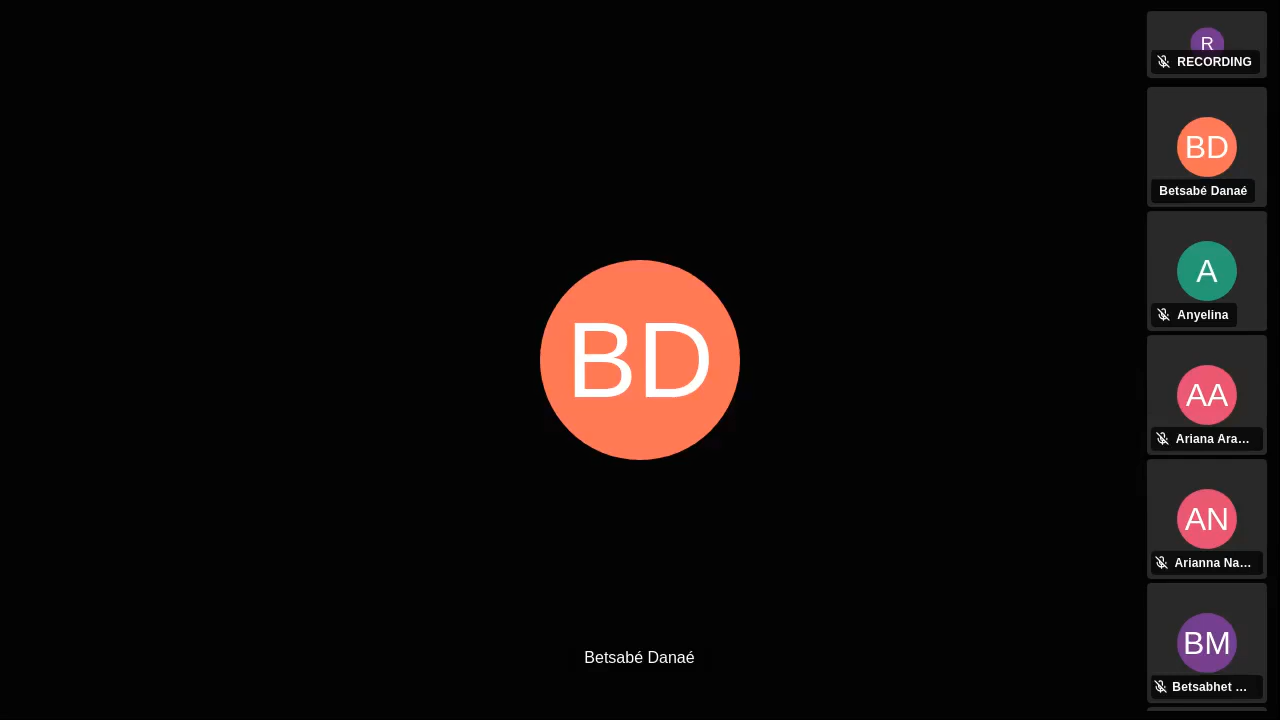 BD
Betsabé Danaé
R
RECORDING
BD
Betsabé Danaé
A
Anyelina
AA
Ariana Ara...
AN
Arianna Na...
BM
Betsabhet ...